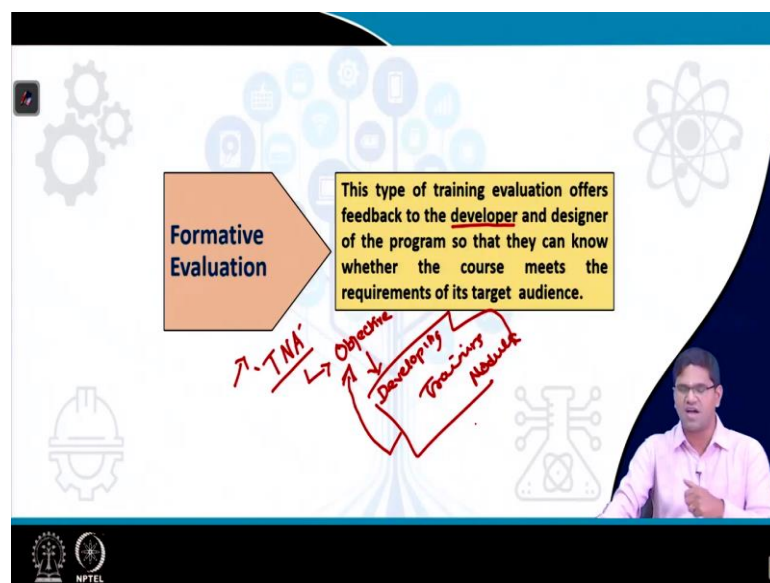 Formative
Evaluation
This type of training evaluation offers
feedback to the developer and designer
of the program so that they can know
whether the course meets the
requirements of its target audience.
TNA
Objective
Developing
Training
Module
NPTEL